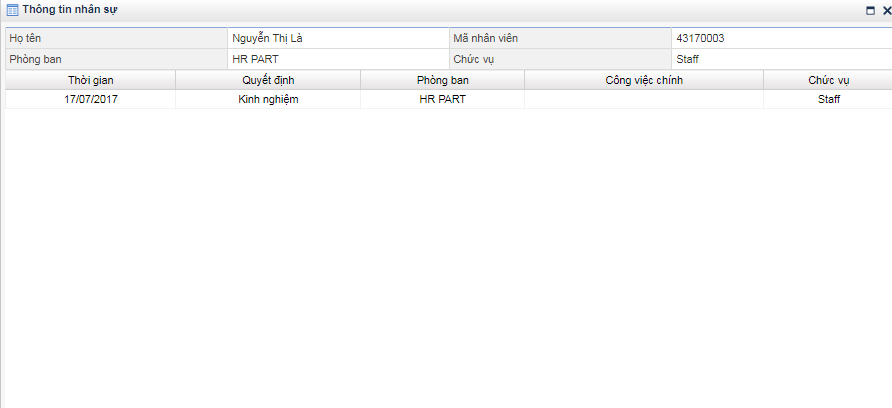 Thông tin nhân sự
Họ tên Nguyễn Thị Là Mã nhân viên 43170003
Phòng ban HR PART Chức vụ Staff
Thời gian Quyết định Phòng ban Công việc chính Chức vụ
17/07/2017 Kinh nghiệm HR PART Staff